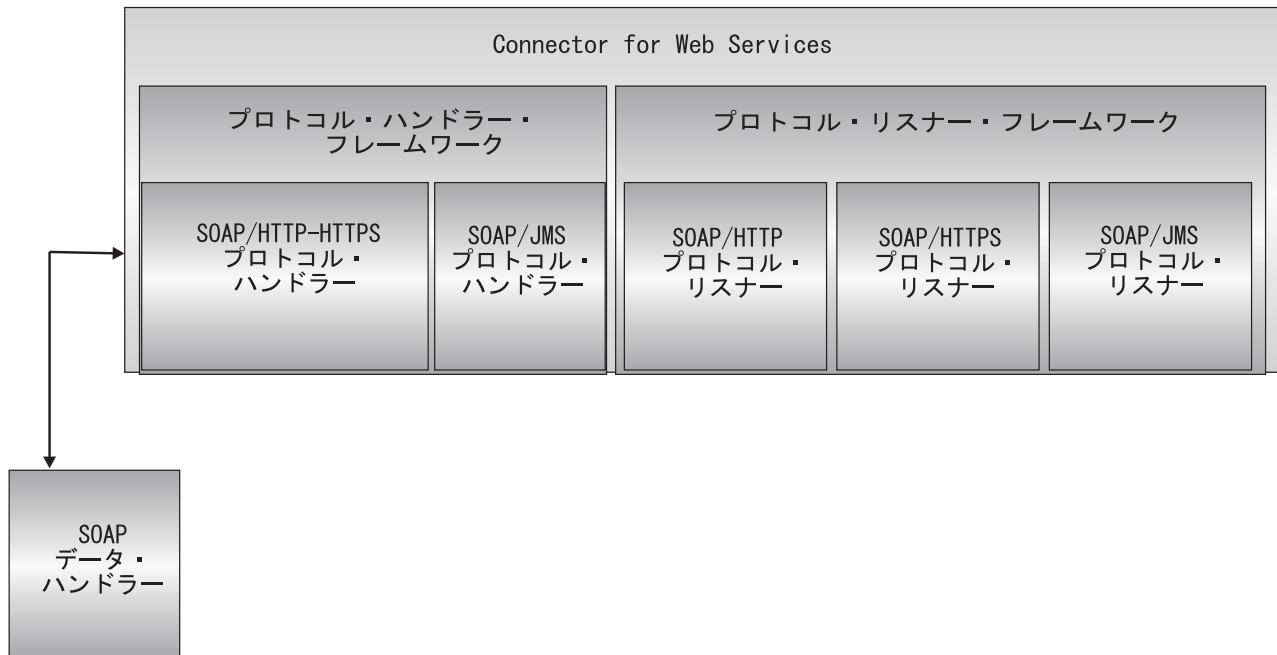 Connector for Web Services
プロトコル・ハンドラー・
フレームワーク
プロトコル・リスナー・フレームワーク
SOAP/HTTP-HTTPS
プロトコル・
ハンドラー
SOAP/JMS
プロトコル・
ハンドラー
SOAP/HTTP
プロトコル・
リスナー
SOAP/HTTPS
プロトコル・
リスナー
SOAP/JMS
プロトコル・
リスナー
SOAP
データ・
ハンドラー